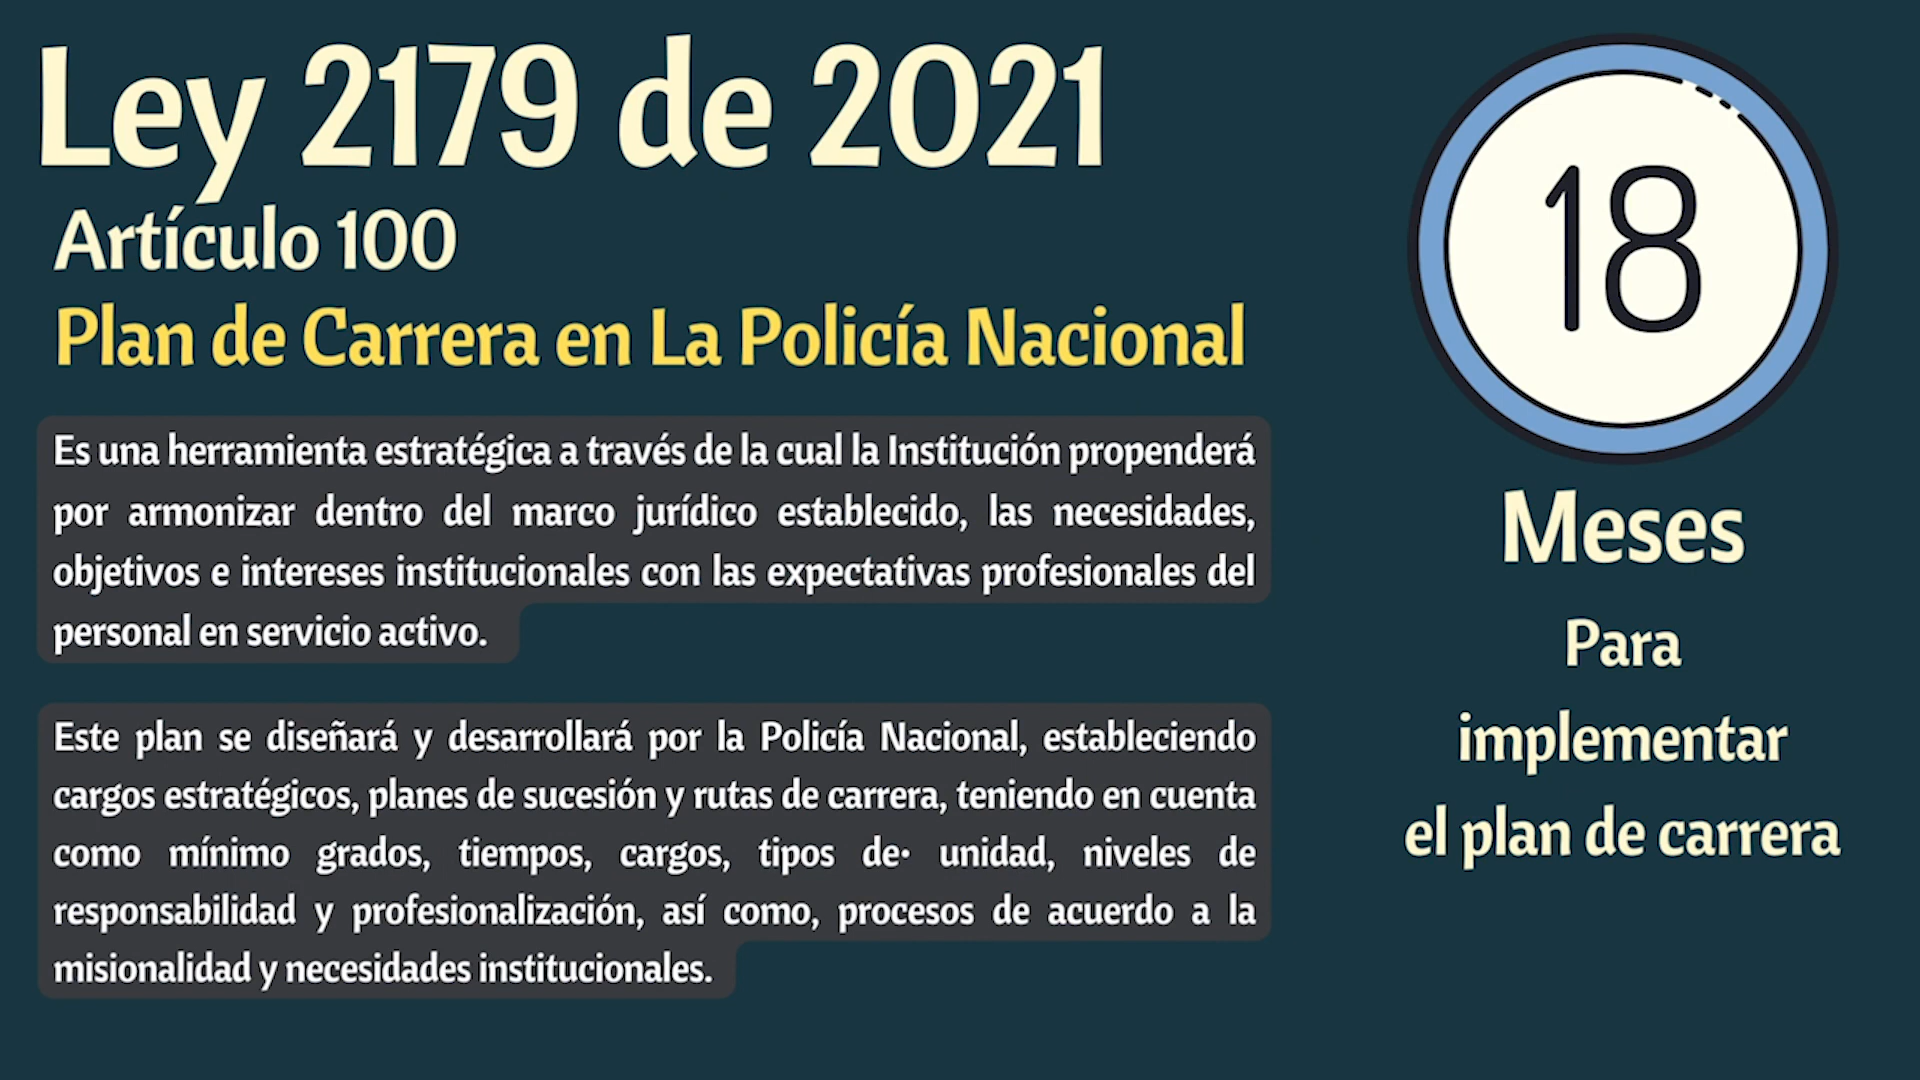 Ley 2179 de 2021
Artículo 100
Plan de Carrera en La Policía Nacional
Es una herramienta estratégica a través de la cual la Institución propenderá
por armonizar dentro del marco jurídico establecido, las necesidades,
objetivos e intereses institucionales con las expectativas profesionales del
personal en servicio activo.
Este plan se diseñará y desarrollará por la Policía Nacional, estableciendo
cargos estratégicos, planes de sucesión y rutas de carrera, teniendo en cuenta
como mínimo grados, tiempos, cargos, tipos de· unidad, niveles de
responsabilidad y profesionalización, así como, procesos de acuerdo a la
misionalidad y necesidades institucionales.
18
Meses
Para
implementar
el plan de carrera